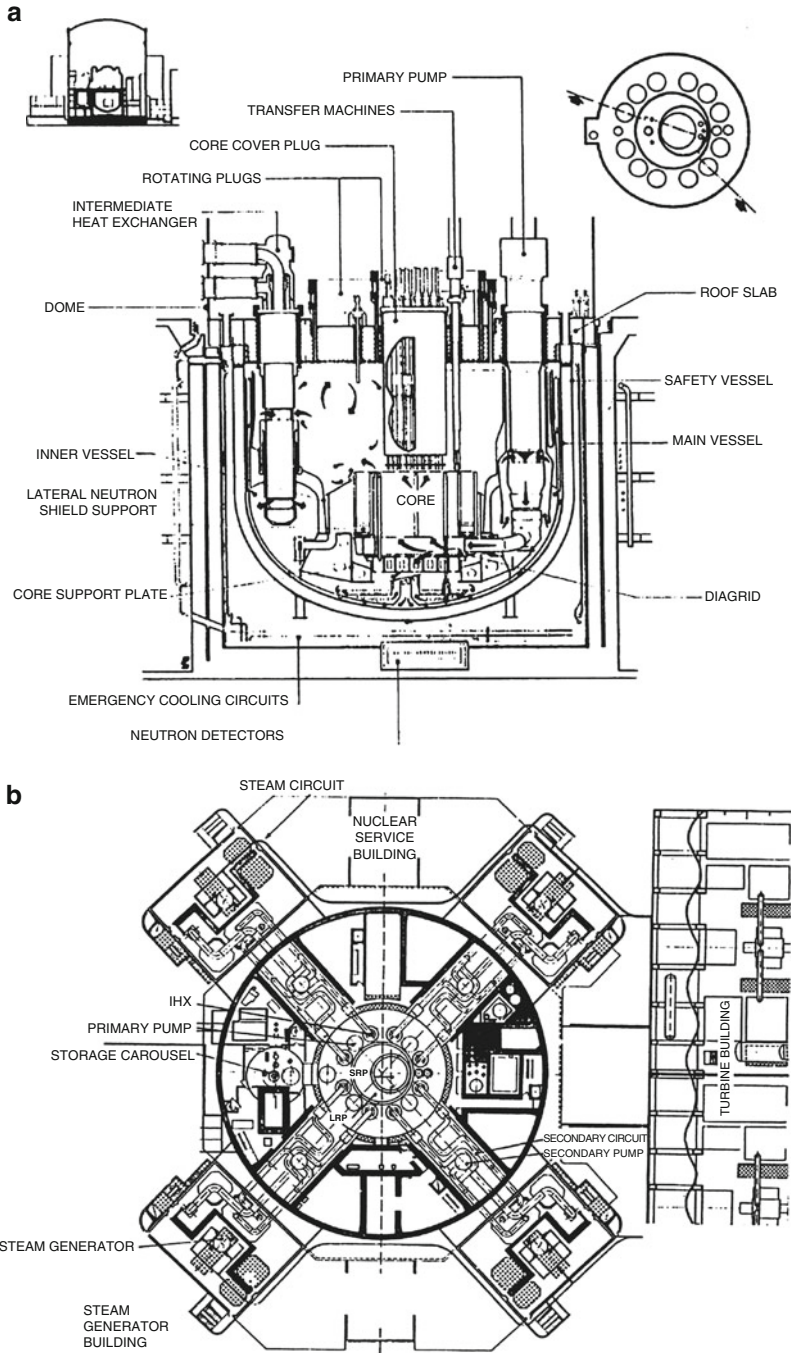 a
PRIMARY PUMP
TRANSFER MACHINES
CORE COVER PLUG
ROTATING PLUGS
INTERMEDIATE
HEAT EXCHANGER
DOME
ROOF SLAB
SAFETY VESSEL
MAIN VESSEL
INNER VESSEL
LATERAL NEUTRON
SHIELD SUPPORT
CORE
CORE SUPPORT PLATE
DIAGRID
EMERGENCY COOLING CIRCUITS
NEUTRON DETECTORS
b
STEAM CIRCUIT
NUCLEAR
SERVICE
BUILDING
IHX
PRIMARY PUMP
STORAGE CAROUSEL
SRP
LRP
TURBINE BUILDING
SECONDARY CIRCUIT
SECONDARY PUMP
STEAM GENERATOR
STEAM
GENERATOR
BUILDING